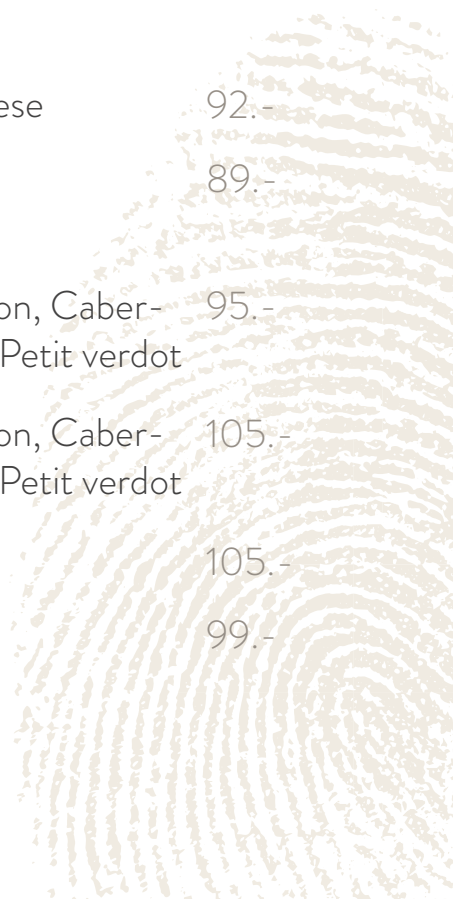 ese 92.-
89.-
on, Caber- 95.-
Petit verdot
on, Caber- 105.-
Petit verdot
105.-
99.-